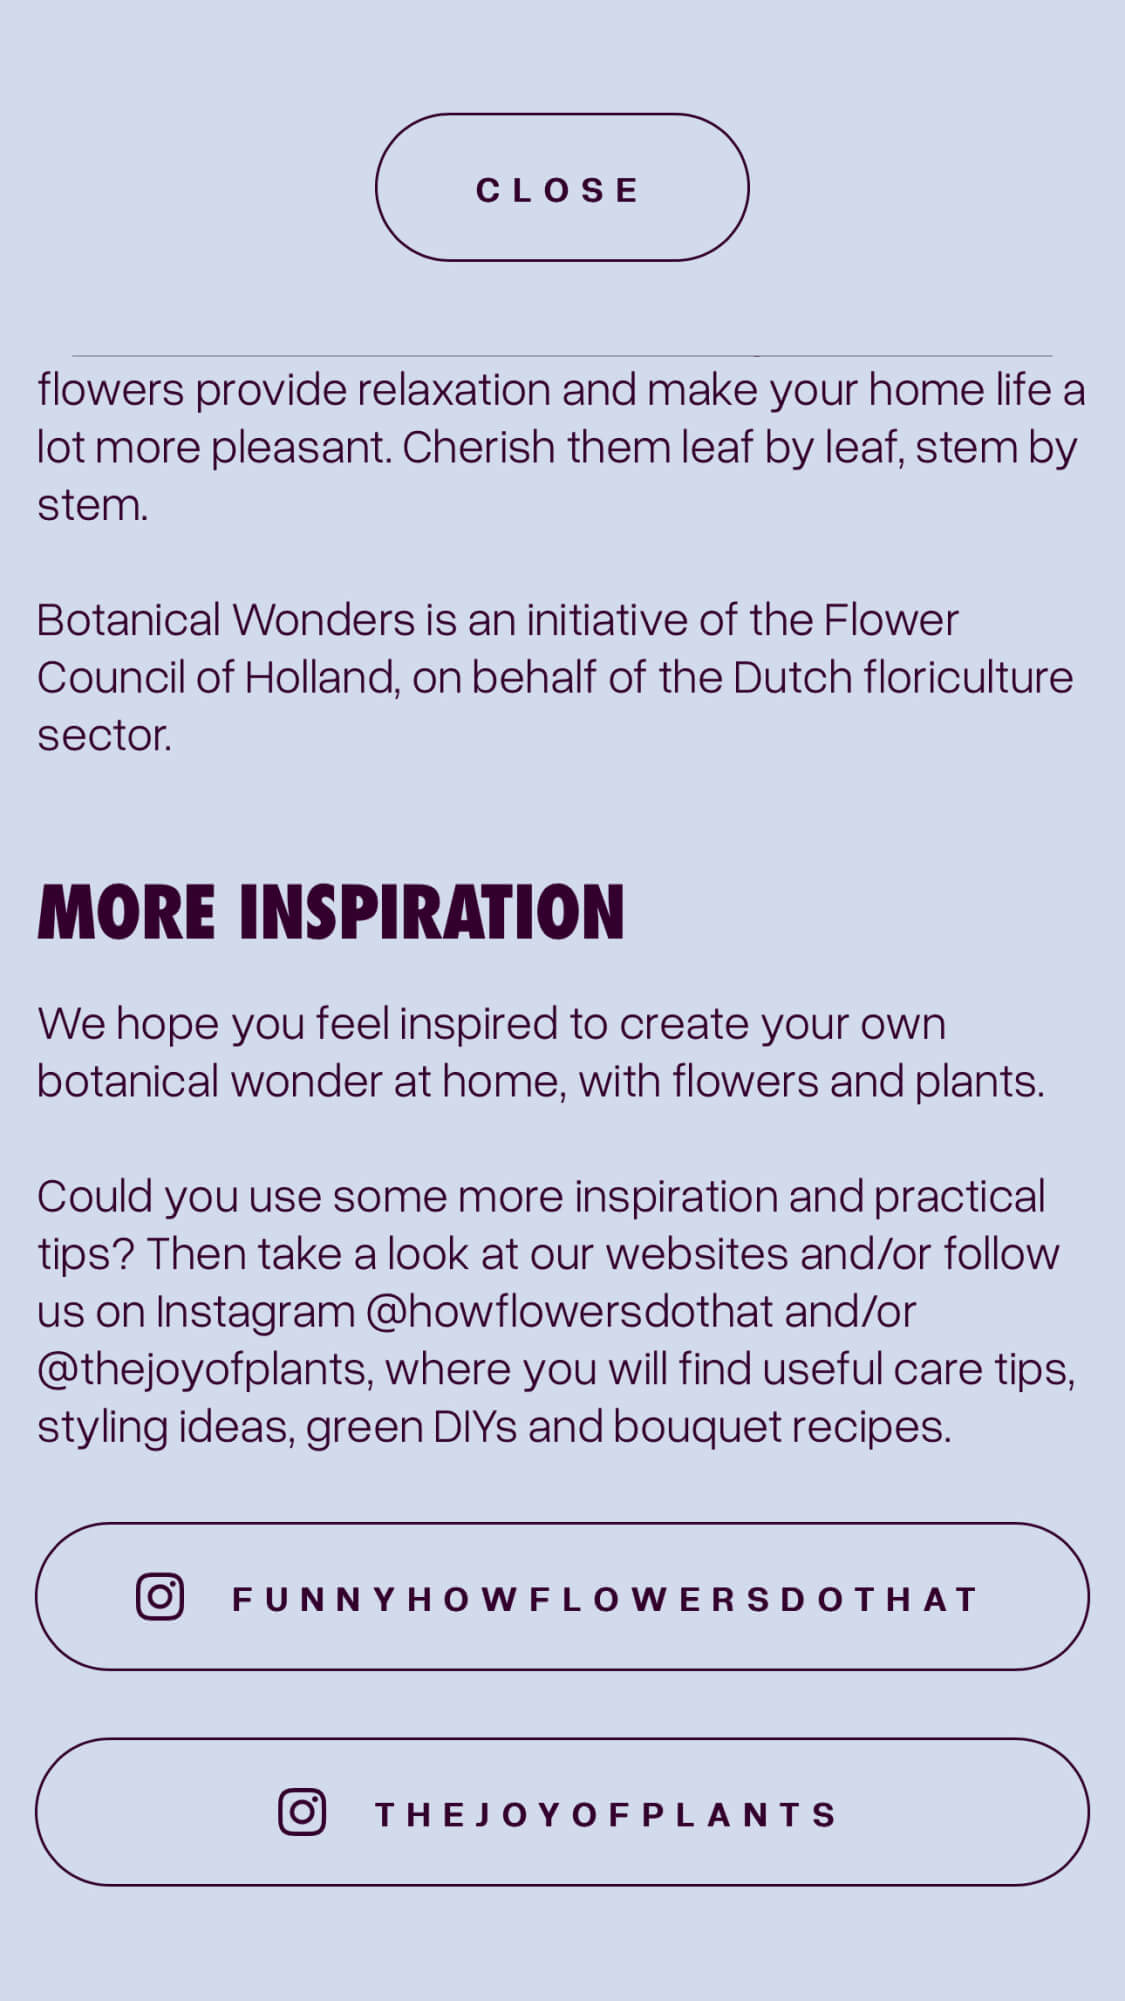 CLOSE
flowers provide relaxation and make your home life a
lot more pleasant. Cherish them leaf by leaf, stem by
stem.
Botanical Wonders is an initiative of the Flower
Council of Holland, on behalf of the Dutch floriculture
sector.
MORE INSPIRATION
We hope you feel inspired to create your own
botanical wonder at home, with flowers and plants.
Could you use some more inspiration and practical
tips? Then take a look at our websites and/or follow
us on Instagram @howflowersdothat and/or
@thejoyofplants, where you will find useful care tips,
styling ideas, green DIYs and bouquet recipes.
FUNNYHOWFLOWERSDOTHAT
THEJOYOFPLANTS